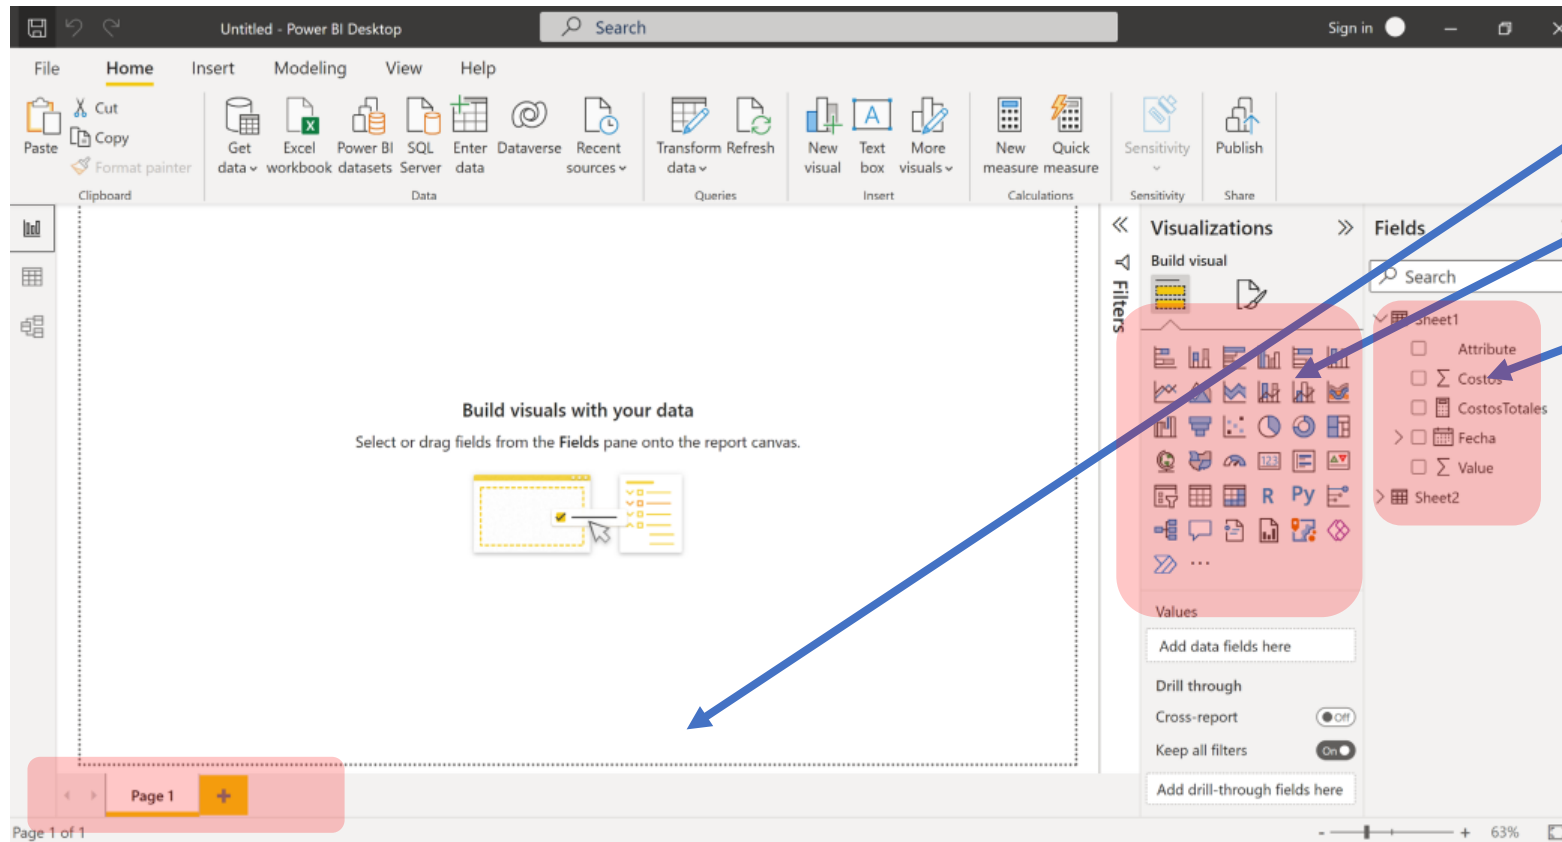 Untitled - Power BI Desktop
Search
Sign in
File Home Insert Modeling View Help
Paste
Cut
Copy
Format painter
Clipboard
Get data
Excel workbook
Power BI datasets
SQL Server
Enter data
Dataverse
Recent sources
Data
Transform data
Refresh
Queries
New visual
Text box
More visuals
Insert
New measure
Quick measure
Calculations
Sensitivity
Sensitivity
Publish
Share
Build visuals with your data
Select or drag fields from the Fields pane onto the report canvas.
Filters
Visualizations
Build visual
123
R
Py
Values
Add data fields here
Drill through
Cross-report
Off
Keep all filters
On
Add drill-through fields here
Fields
Search
Sheet1
Attribute
Σ Costos
CostosTotales
Fecha
Σ Value
Sheet2
Page 1
+
Page 1 of 1
- + 63%